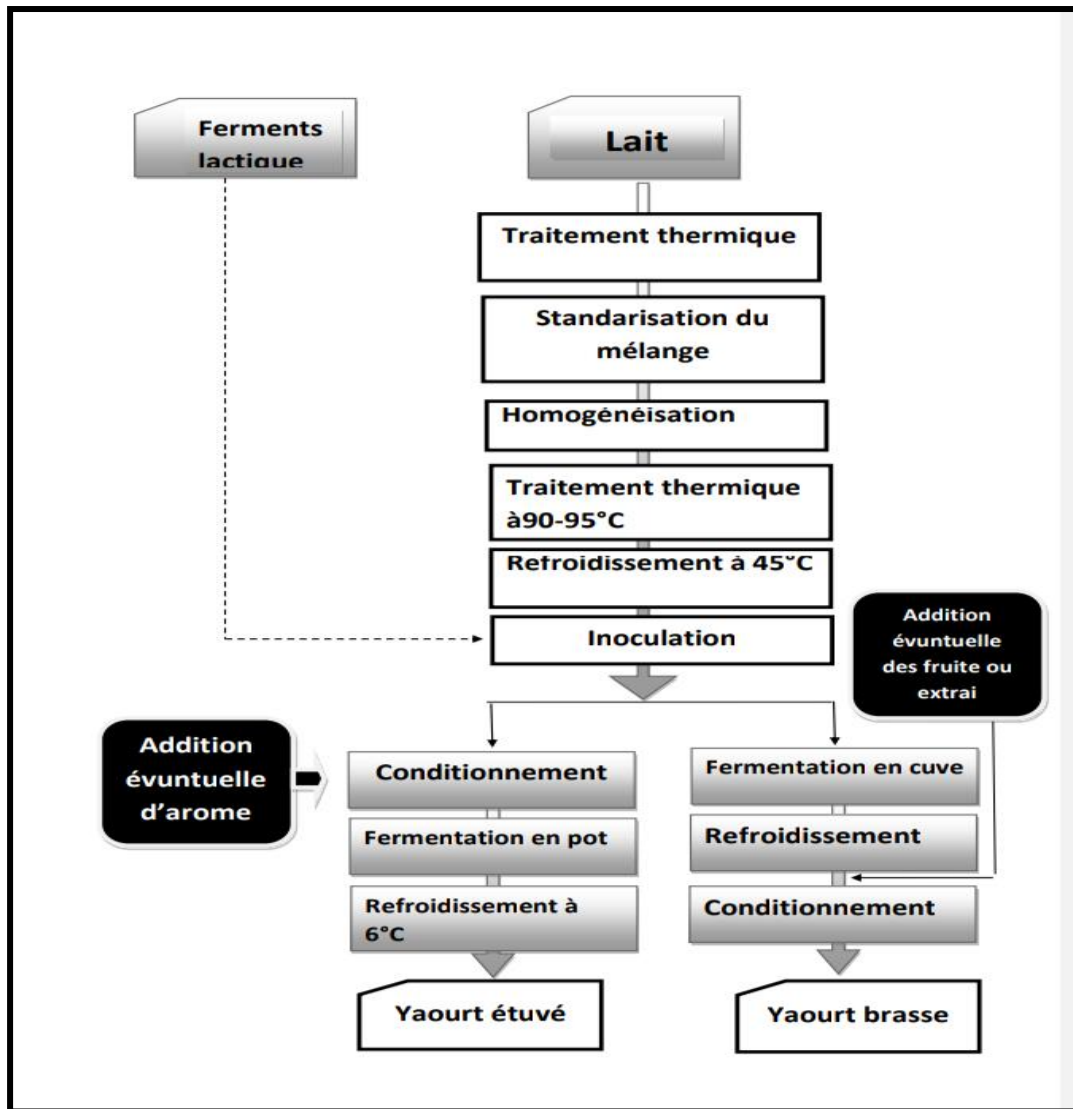 Ferments
lactique
Lait
Traitement thermique
Standarisation du
mélange
Homogénéisation
Traitement thermique
à90-95°C
Refroidissement à 45°C
Inoculation
Addition
évuntuelle
des fruite ou
extrai
Addition
évuntuelle
d'arome
Conditionnement
Fermentation en pot
Refroidissement à
6°C
Yaourt étuvé
Fermentation en cuve
Refroidissement
Conditionnement
Yaourt brasse